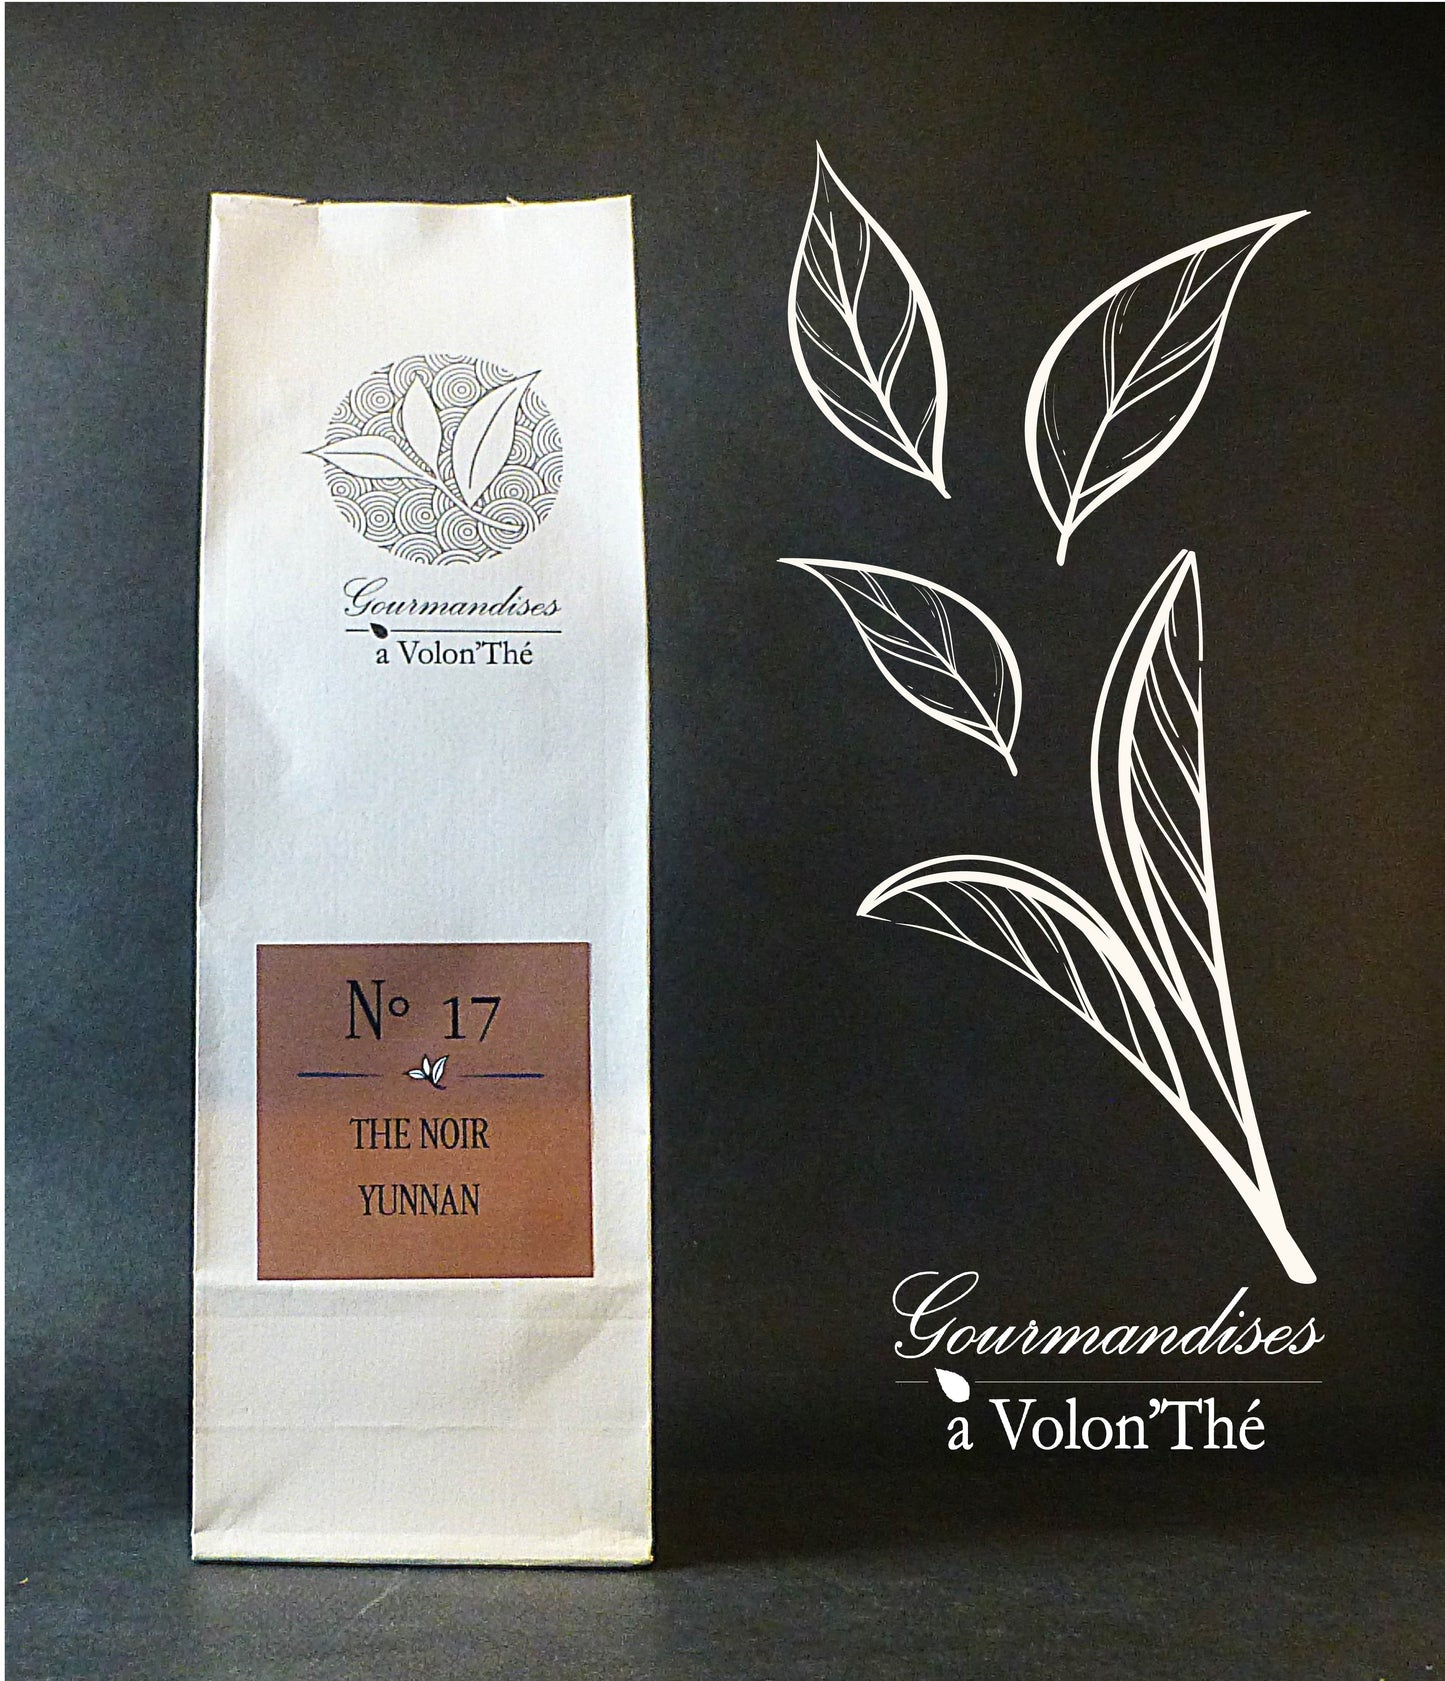 Gourmandises
a Volon'Thé
N° 17
THE NOIR
YUNNAN
Gourmandises
a Volon'Thé